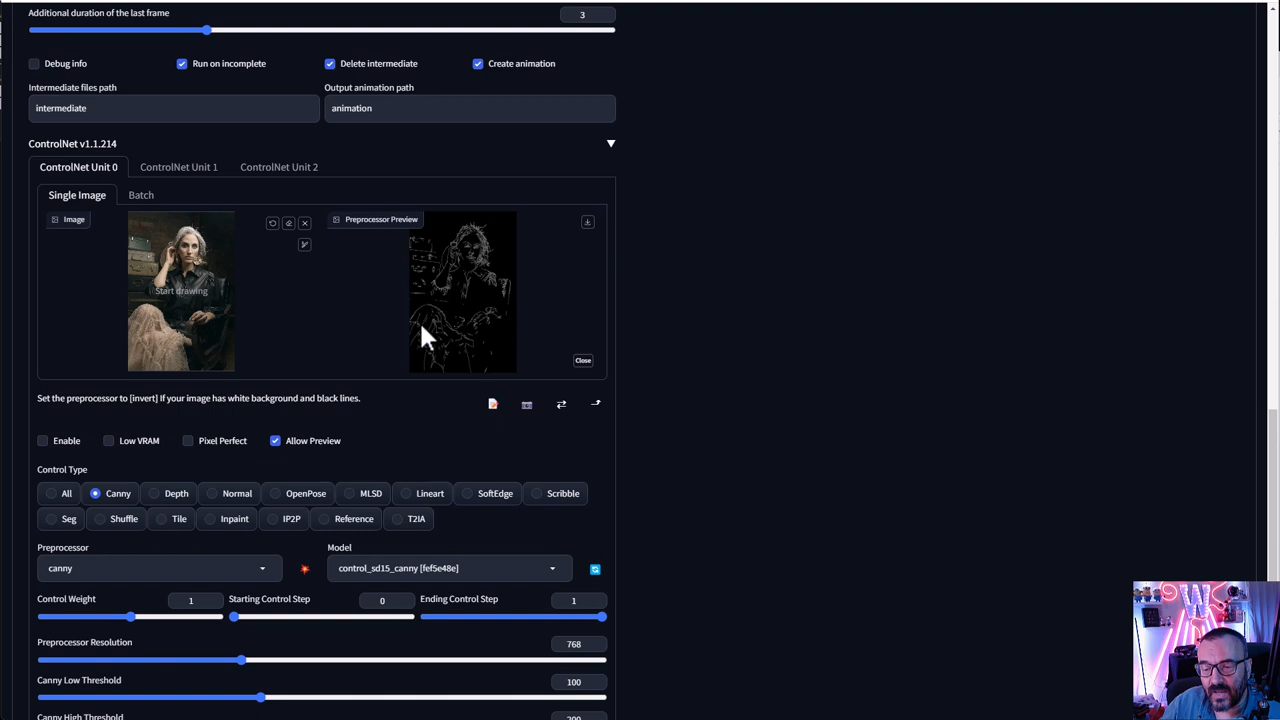 Additional duration of the last frame
3
Debug info Run on incomplete Delete intermediate Create animation
Intermediate files path Output animation path
intermediate animation
ControlNet v1.1.214 ▼
ControlNet Unit 0 ControlNet Unit 1 ControlNet Unit 2
Single Image Batch
Image Preprocessor Preview
Start drawing
Close
Set the preprocessor to [invert] If your image has white background and black lines.
Enable Low VRAM Pixel Perfect Allow Preview
Control Type
All Canny Depth Normal OpenPose MLSD Lineart SoftEdge Scribble
Seg Shuffle Tile Inpaint IP2P Reference T2IA
Preprocessor Model
canny control_sd15_canny [fef5e48e]
Control Weight 1 Starting Control Step 0 Ending Control Step 1
Preprocessor Resolution 768
Canny Low Threshold 100
Canny High Threshold 200
W